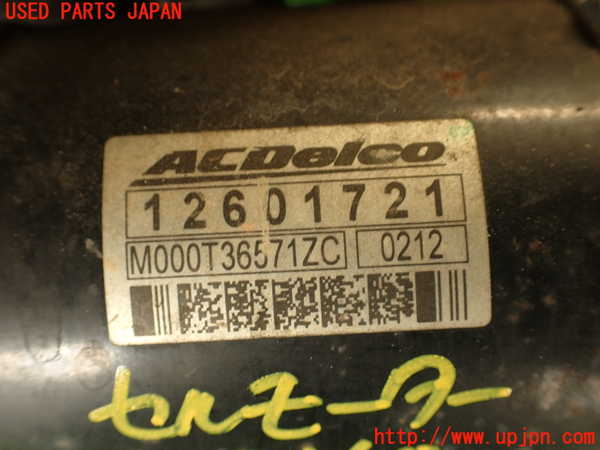 USED PARTS JAPAN
ACDelco
12601721
M000T36571ZC 0212
セルモーター
http://www.upjpn.com/